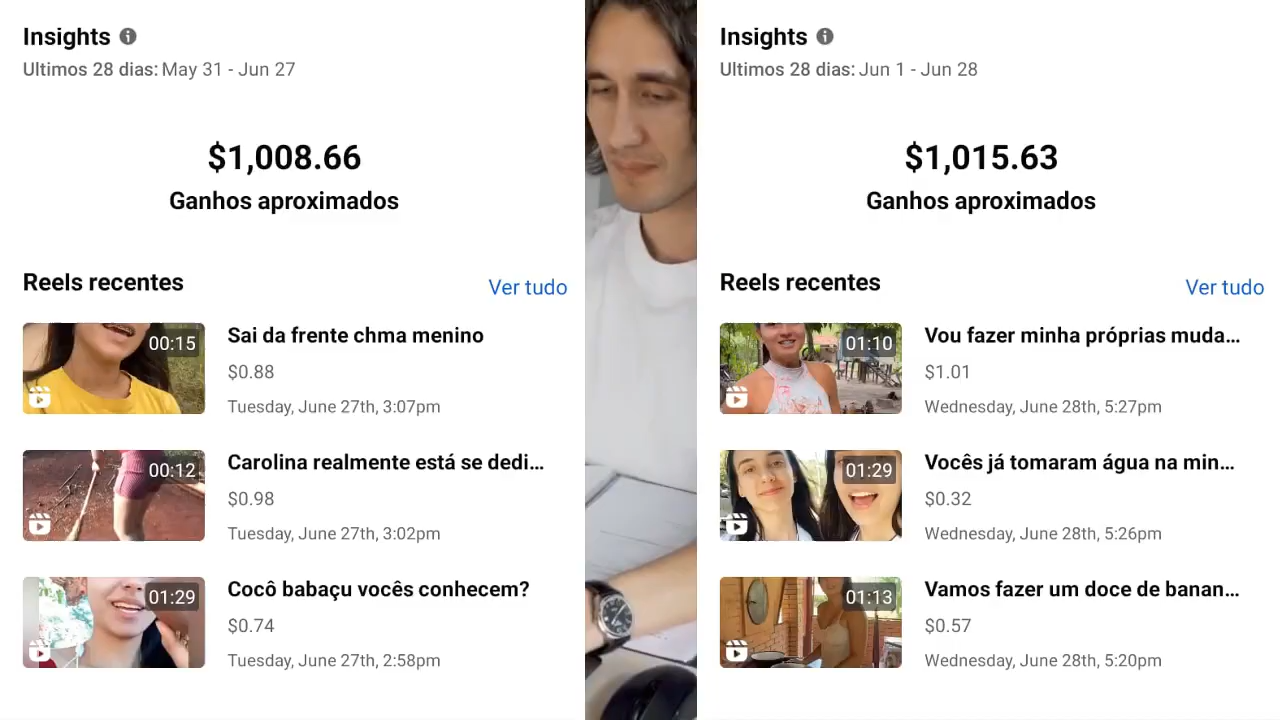 Insights
Ultimos 28 dias: May 31 - Jun 27
$1,008.66
Ganhos aproximados
Reels recentes
Ver tudo
00:15
Sai da frente chma menino
$0.88
Tuesday, June 27th, 3:07pm
00:12
Carolina realmente está se dedi...
$0.98
Tuesday, June 27th, 3:02pm
01:29
Cocô babaçu vocês conhecem?
$0.74
Tuesday, June 27th, 2:58pm
Insights
Ultimos 28 dias: Jun 1 - Jun 28
$1,015.63
Ganhos aproximados
Reels recentes
Ver tudo
01:10
Vou fazer minha próprias muda...
$1.01
Wednesday, June 28th, 5:27pm
01:29
Vocês já tomaram água na min...
$0.32
Wednesday, June 28th, 5:26pm
01:13
Vamos fazer um doce de banan...
$0.57
Wednesday, June 28th, 5:20pm